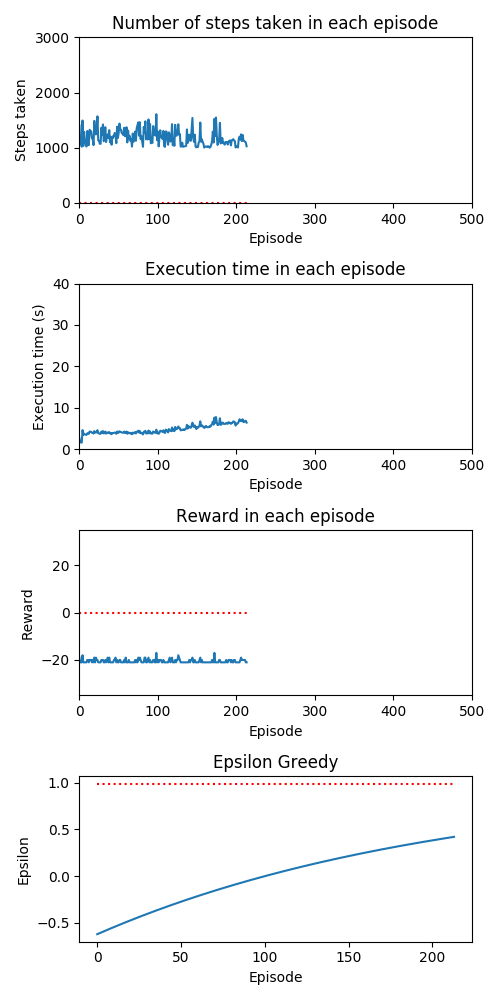 Number of steps taken in each episode
3000
2000
1000
0
Steps taken
0 100 200 300 400 500
Episode
Execution time in each episode
40
30
20
10
0
Execution time (s)
0 100 200 300 400 500
Episode
Reward in each episode
20
0
−20
Reward
0 100 200 300 400 500
Episode
Epsilon Greedy
1.0
0.5
0.0
−0.5
Epsilon
0 50 100 150 200
Episode